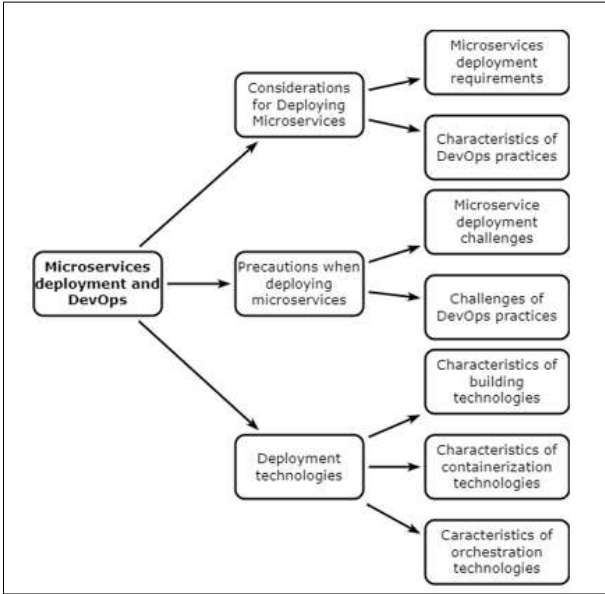 Microservices
deployment and
DevOps
Considerations
for Deploying
Microservices
Microservices
deployment
requirements
Characteristics of
DevOps practices
Precautions when
deploying
microservices
Microservice
deployment
challenges
Challenges of
DevOps practices
Deployment
technologies
Characteristics of
building
technologies
Characteristics of
containerization
technologies
Caracteristics of
orchestration
technologies